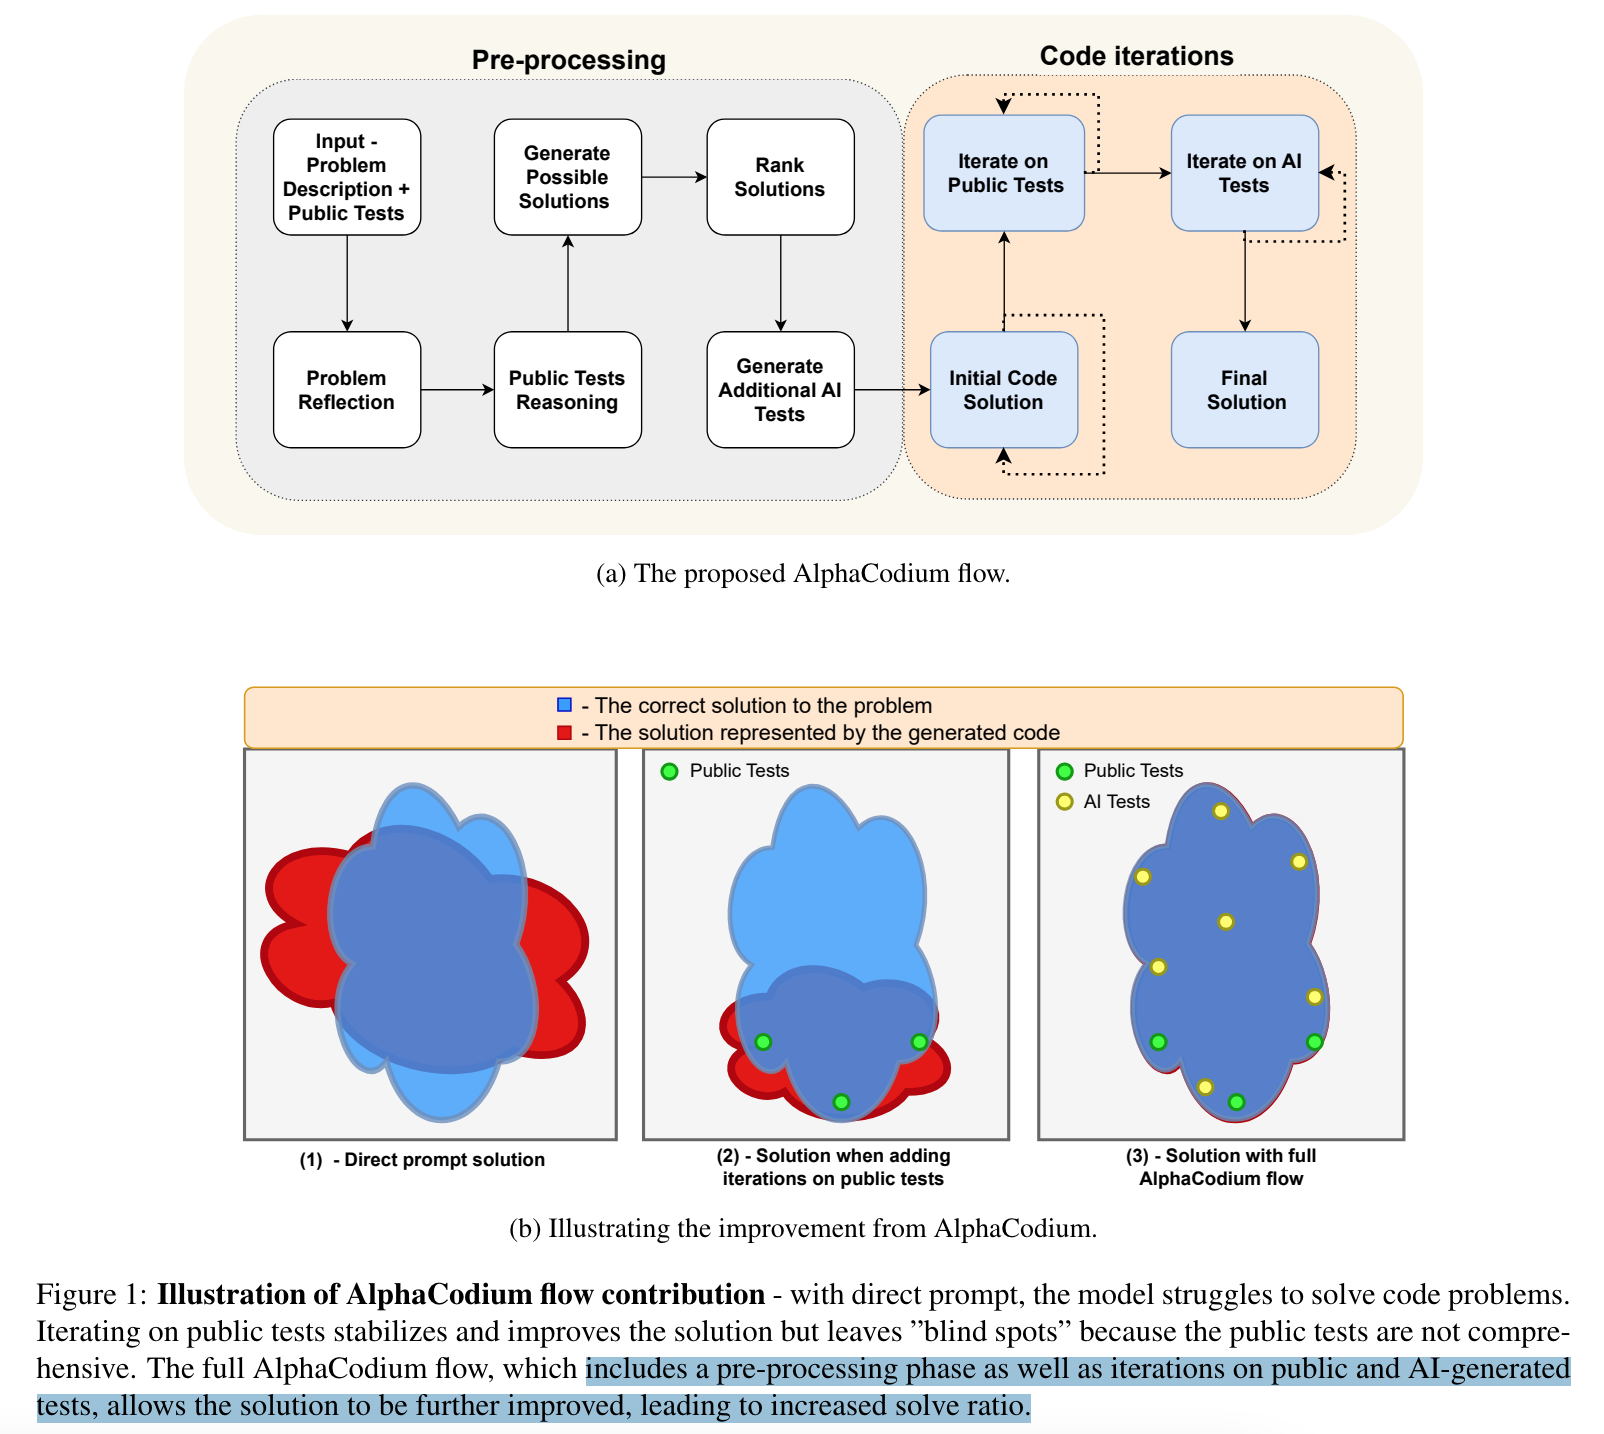 Pre-processing
Code iterations
Input -
Problem
Description +
Public Tests
Generate
Possible
Solutions
Rank
Solutions
Iterate on
Public Tests
Iterate on AI
Tests
Problem
Reflection
Public Tests
Reasoning
Generate
Additional AI
Tests
Initial Code
Solution
Final
Solution
(a) The proposed AlphaCodium flow.
- The correct solution to the problem
- The solution represented by the generated code
Public Tests
Public Tests
AI Tests
(1) - Direct prompt solution
(2) - Solution when adding
iterations on public tests
(3) - Solution with full
AlphaCodium flow
(b) Illustrating the improvement from AlphaCodium.
Figure 1: Illustration of AlphaCodium flow contribution - with direct prompt, the model struggles to solve code problems.
Iterating on public tests stabilizes and improves the solution but leaves ”blind spots” because the public tests are not compre-
hensive. The full AlphaCodium flow, which includes a pre-processing phase as well as iterations on public and AI-generated
tests, allows the solution to be further improved, leading to increased solve ratio.